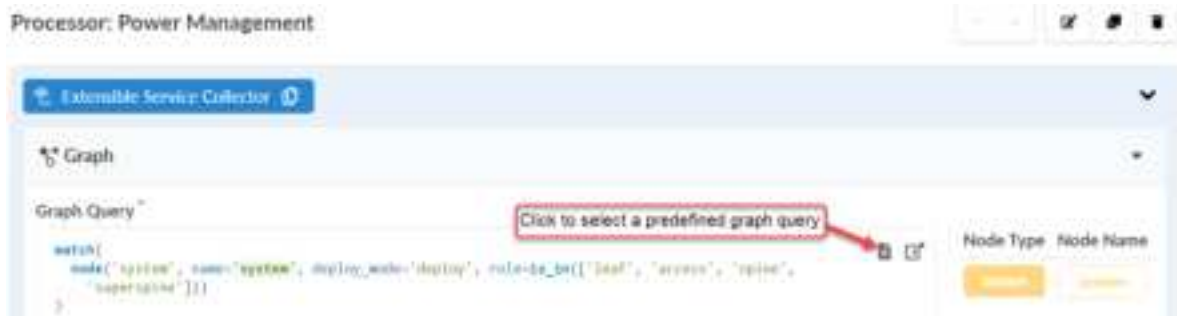 Processor: Power Management
Extensible Service Collector
Graph
Graph Query *
Click to select a predefined graph query
Node Type Node Name
match(
node('system', name='system', deploy_mode='deploy', role=is_in(['leaf', 'access', 'spine',
'superspine']))
)